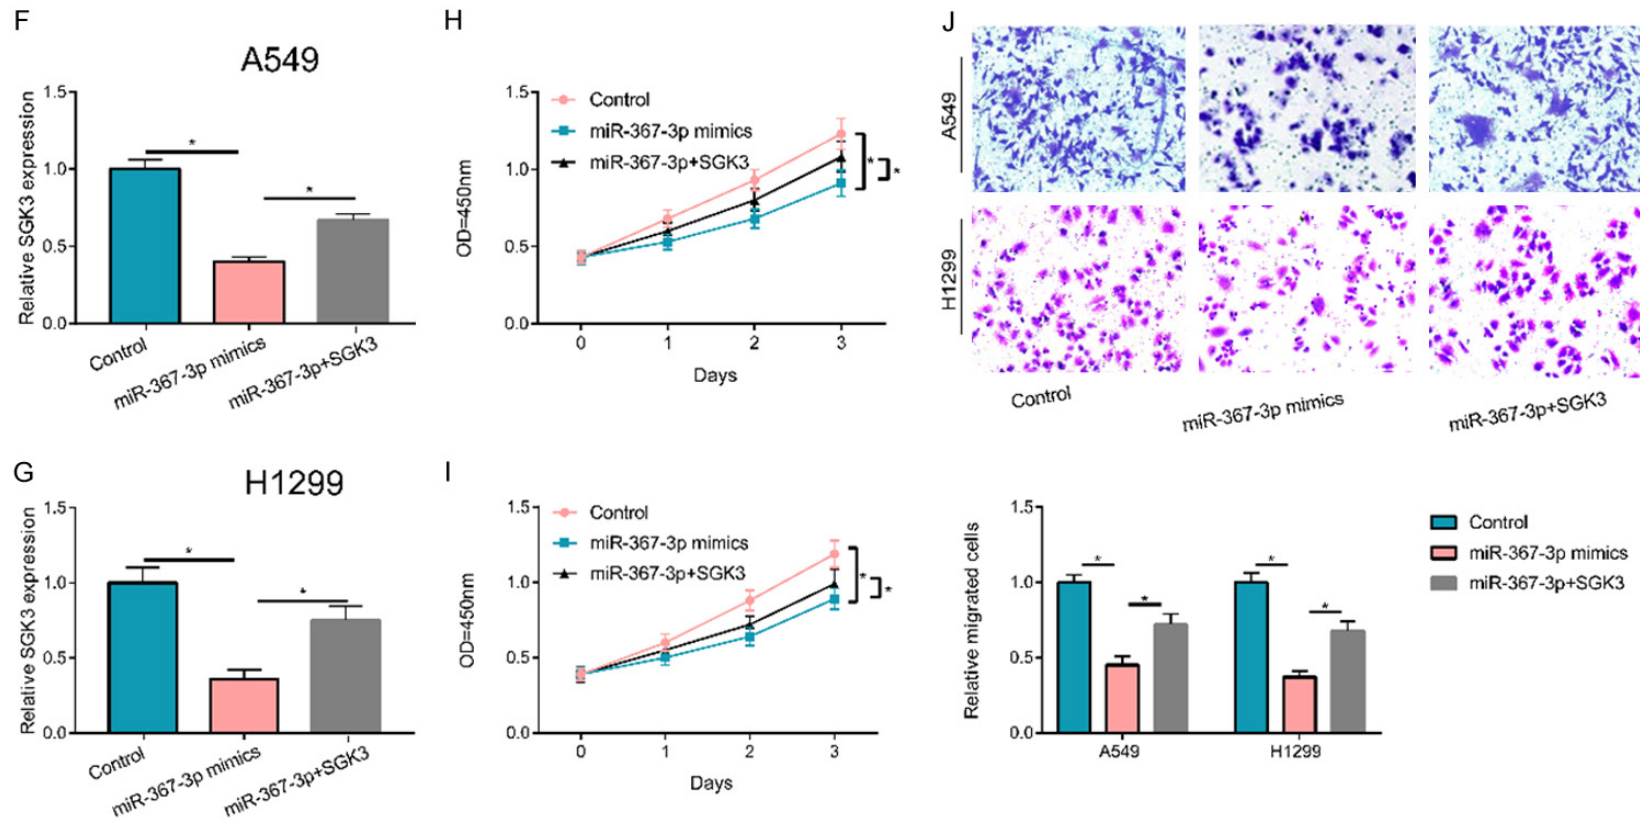 F
A549
Relative SGK3 expression
1.5
1.0
0.5
0.0
*
*
Control
miR-367-3p mimics
miR-367-3p+SGK3
H
OD=450nm
1.5
1.0
0.5
0.0
Control
miR-367-3p mimics
miR-367-3p+SGK3
*
*
0 1 2 3
Days
J
A549
H1299
Control
miR-367-3p mimics
miR-367-3p+SGK3
G
H1299
Relative SGK3 expression
1.5
1.0
0.5
0.0
*
*
Control
miR-367-3p mimics
miR-367-3p+SGK3
I
OD=450nm
1.5
1.0
0.5
0.0
Control
miR-367-3p mimics
miR-367-3p+SGK3
*
*
0 1 2 3
Days
Relative migrated cells
1.5
1.0
0.5
0.0
*
*
*
*
A549 H1299
Control
miR-367-3p mimics
miR-367-3p+SGK3